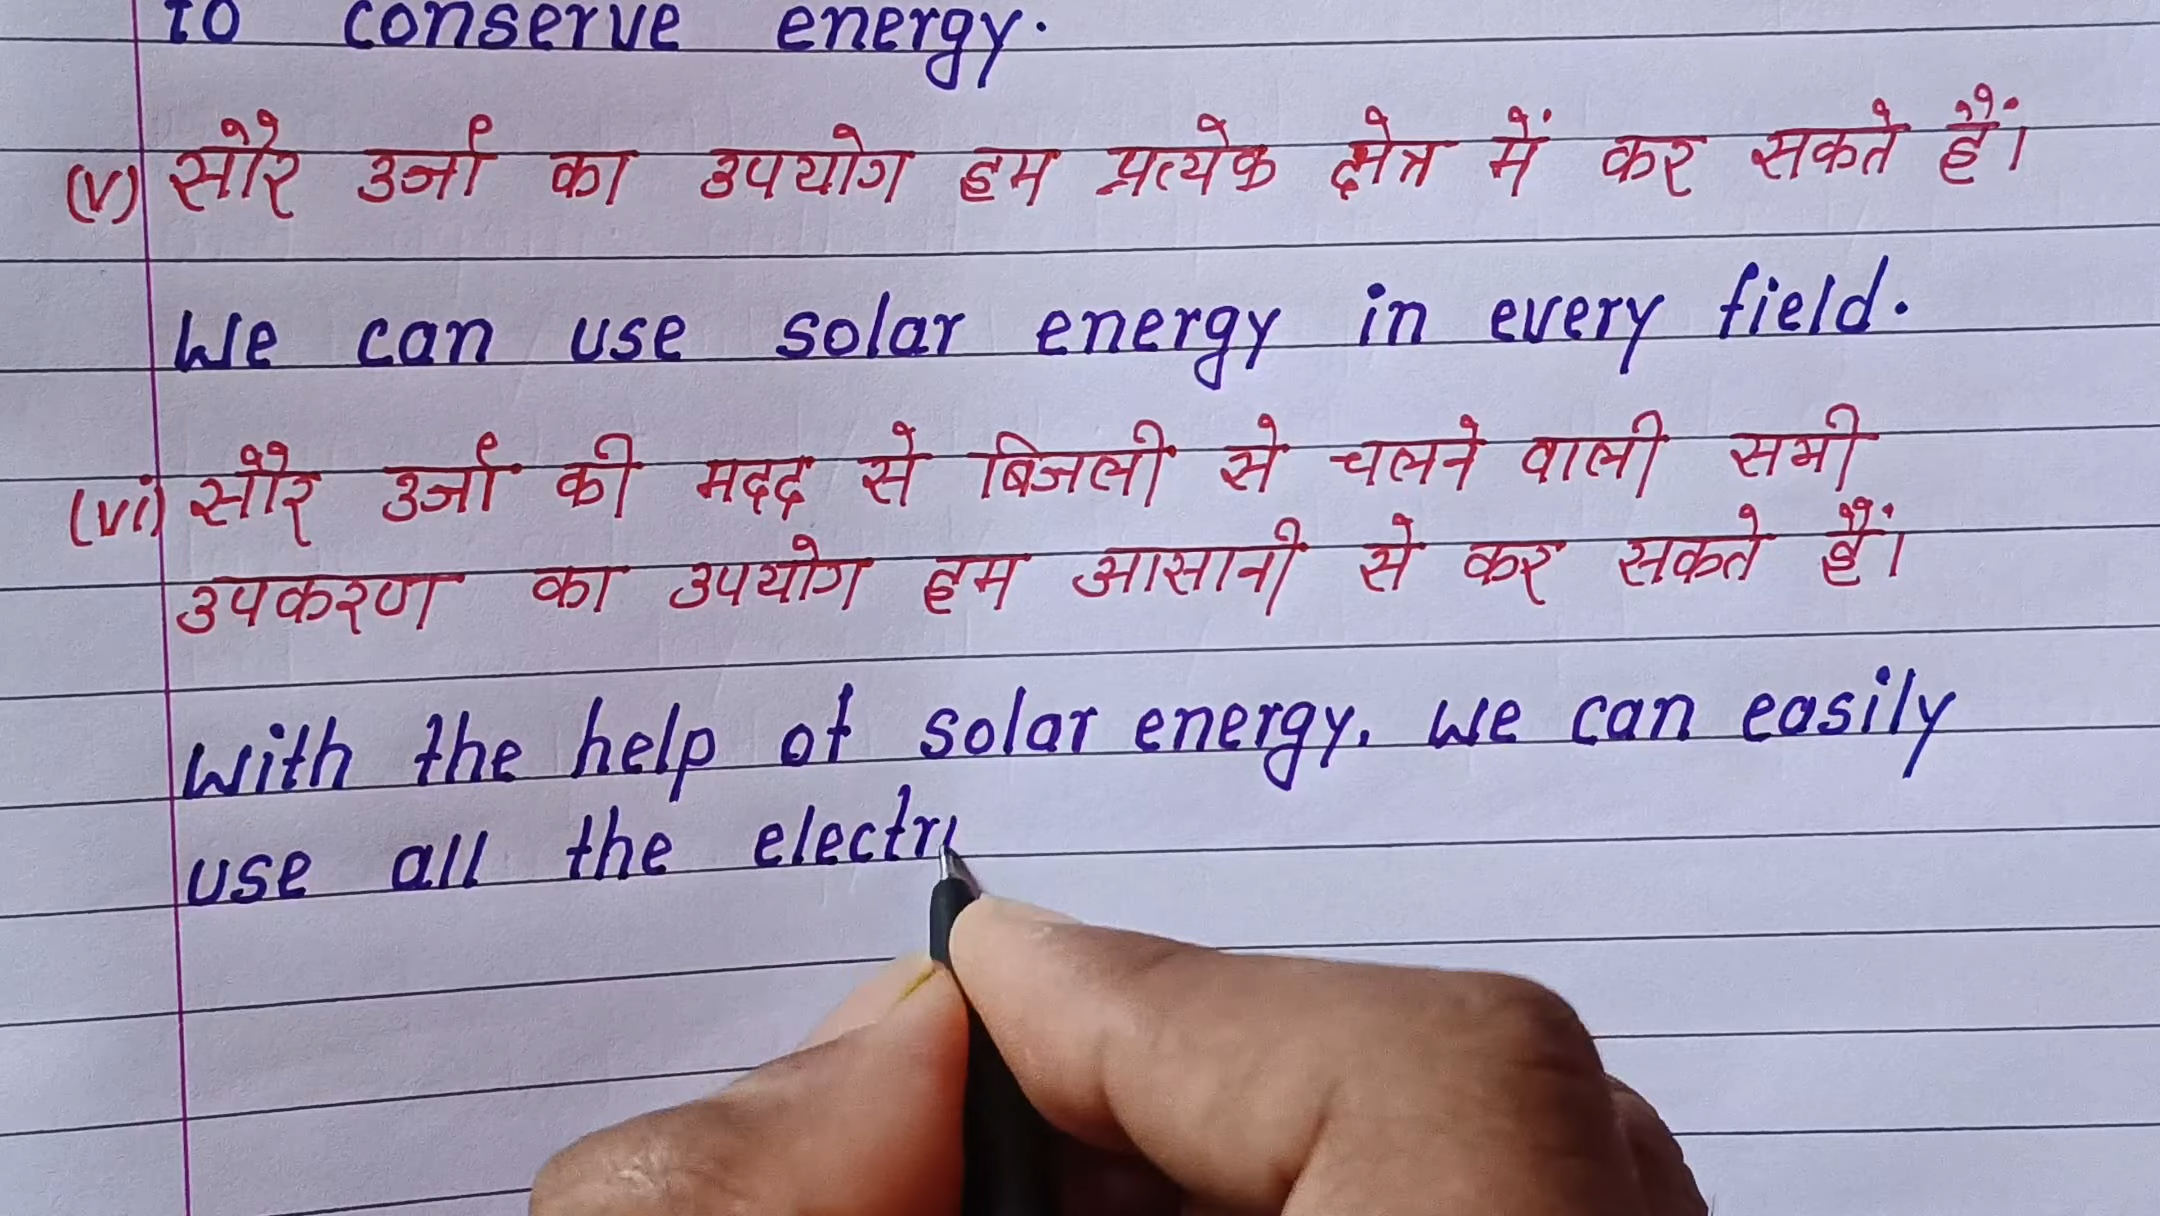 to conserve energy.
(v) सौर उर्जा का उपयोग हम प्रत्येक क्षेत्र में कर सकते हैं।
We can use solar energy in every field.
(vi) सौर उर्जा की मदद से बिजली से चलने वाली सभी
उपकरण का उपयोग हम आसानी से कर सकते हैं।
With the help of solar energy, we can easily
use all the electri